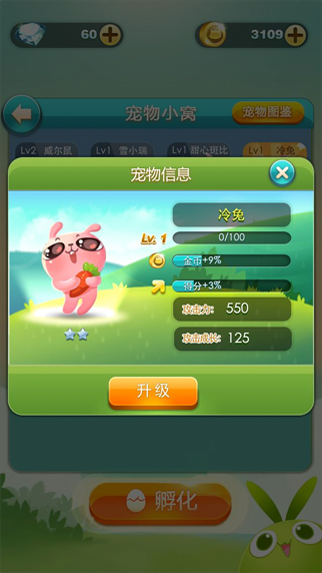 60
3109
宠物小窝
宠物图鉴
Lv2 威尔鼠
Lv1 雪小瑞
Lv1 甜心斑比
Lv1 冷兔
宠物信息
冷兔
Lv. 1
0/100
金币+9%
得分+3%
攻击力: 550
攻击成长: 125
升级
孵化